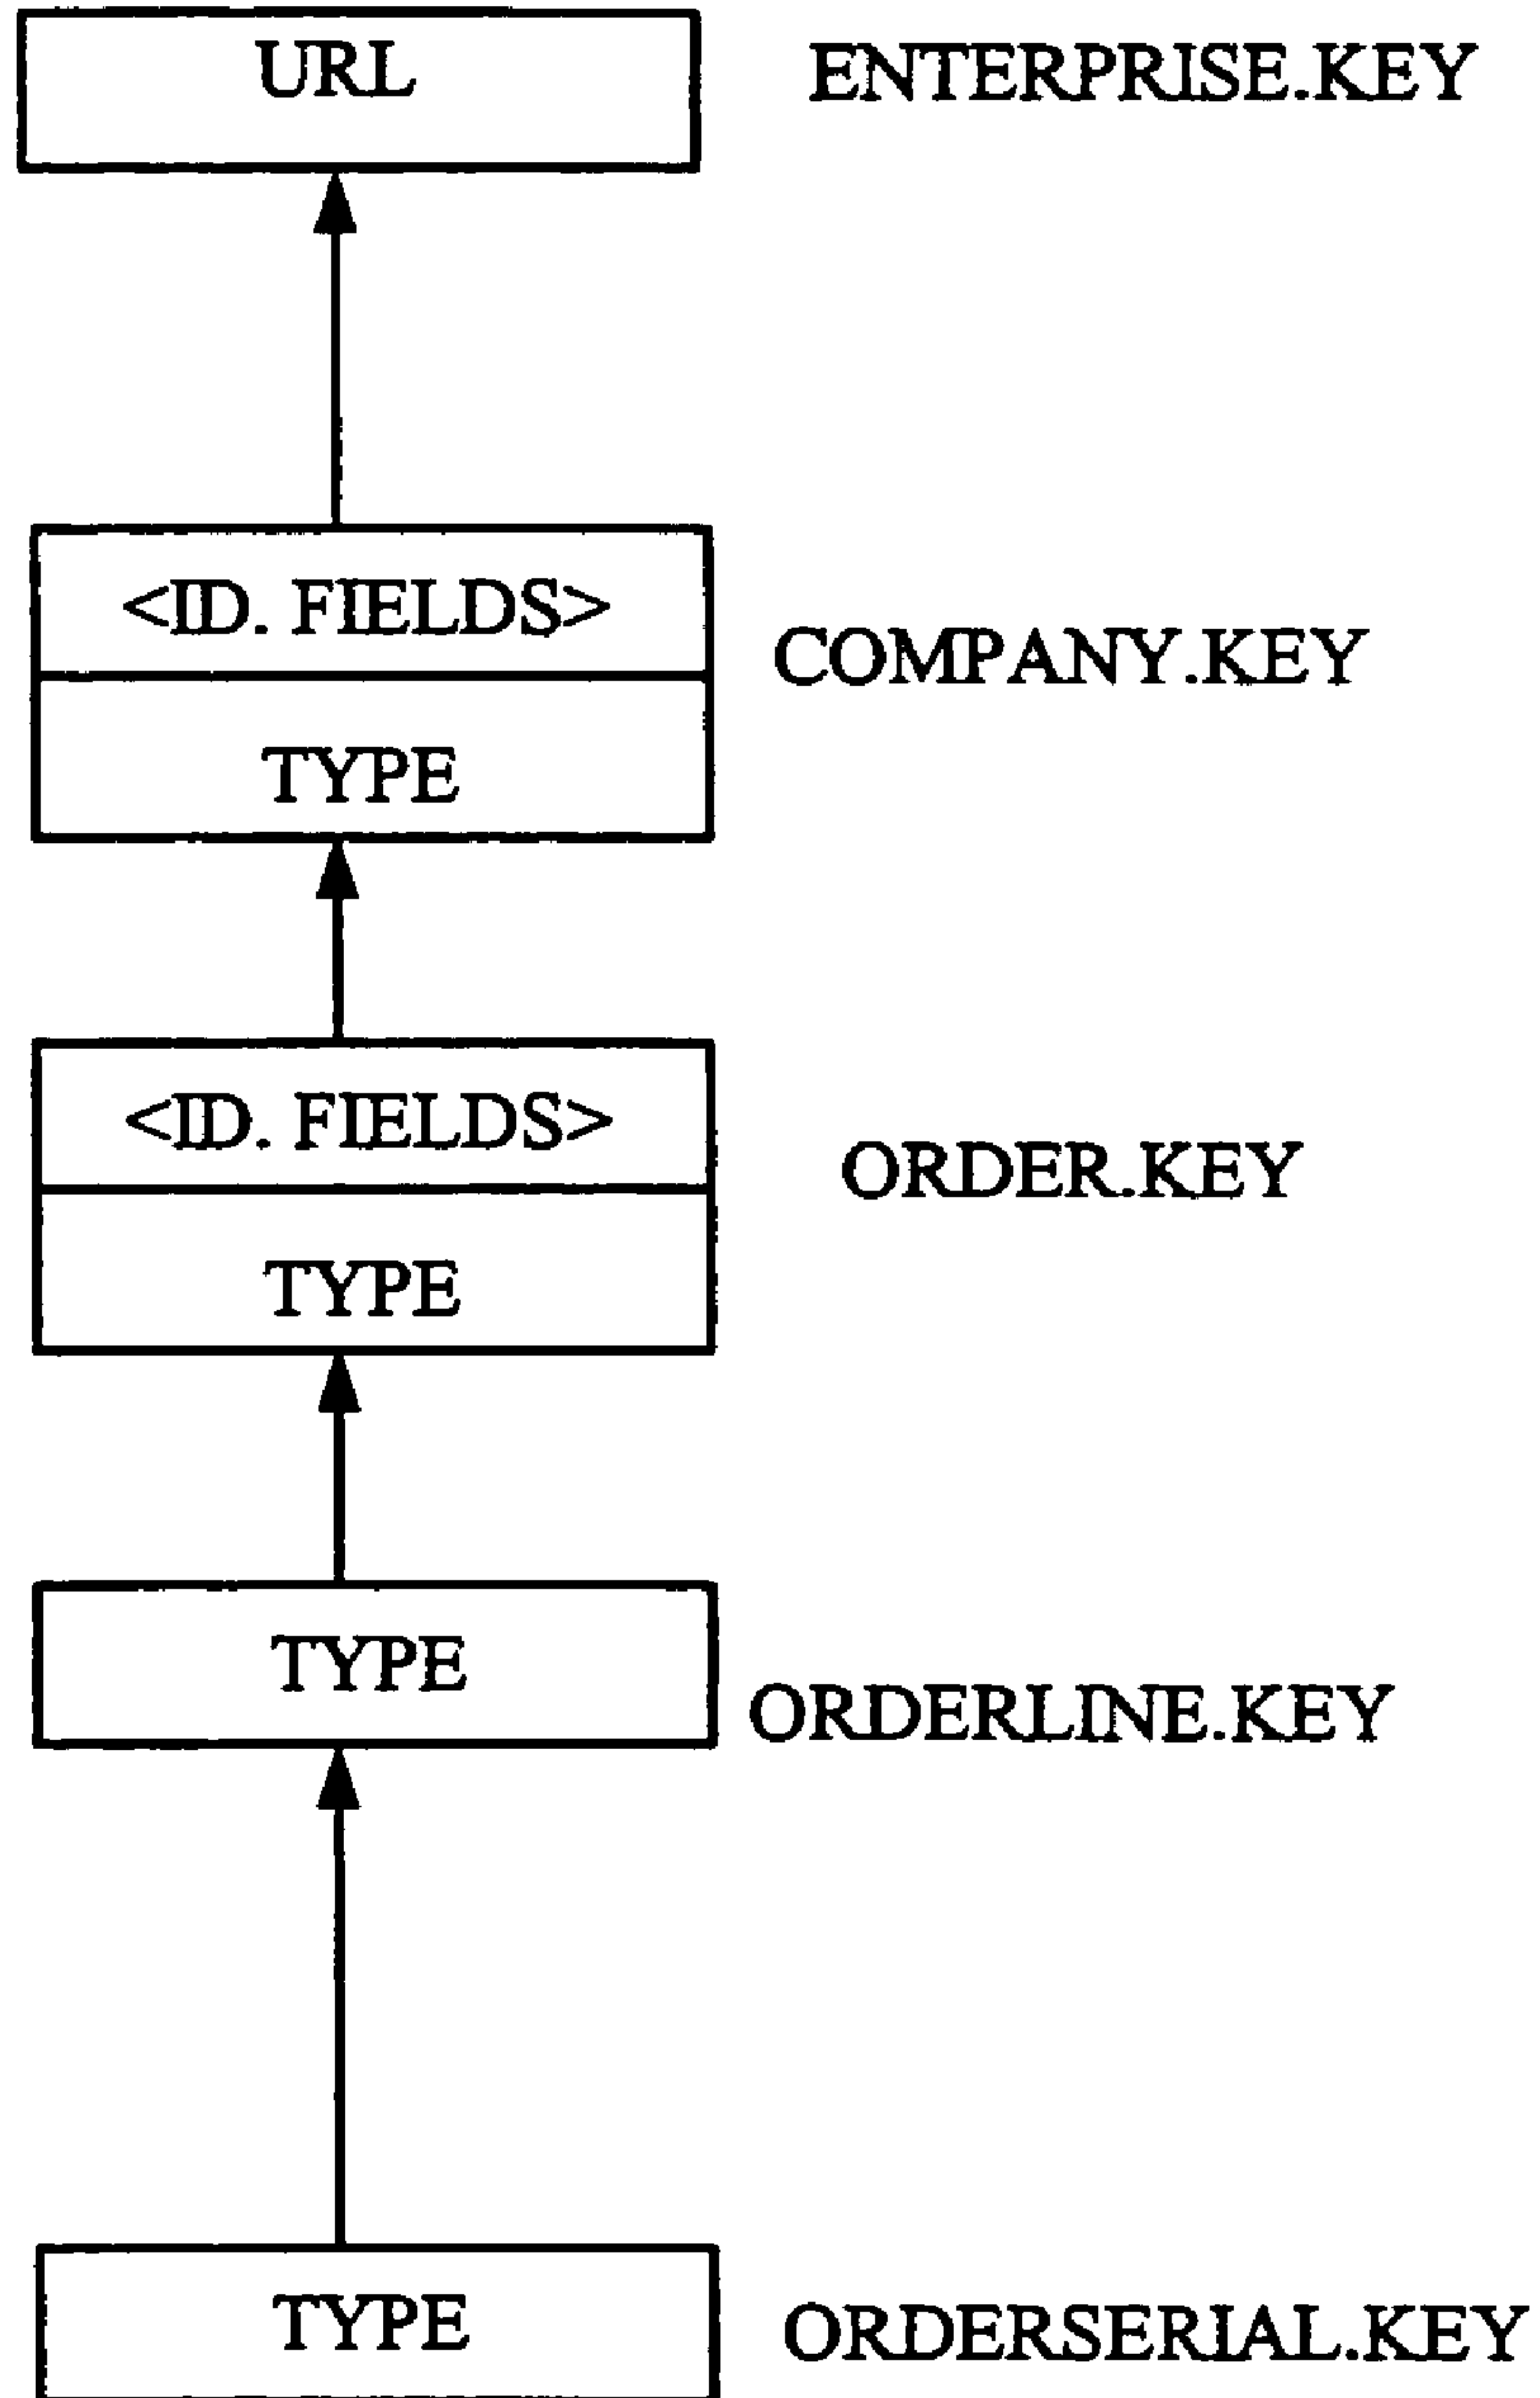 URL
ENTERPRISE.KEY
<ID. FIELDS>
COMPANY.KEY
TYPE
<ID. FIELDS>
ORDER.KEY
TYPE
TYPE
ORDERLINE.KEY
TYPE
ORDERSERIAL.KEY